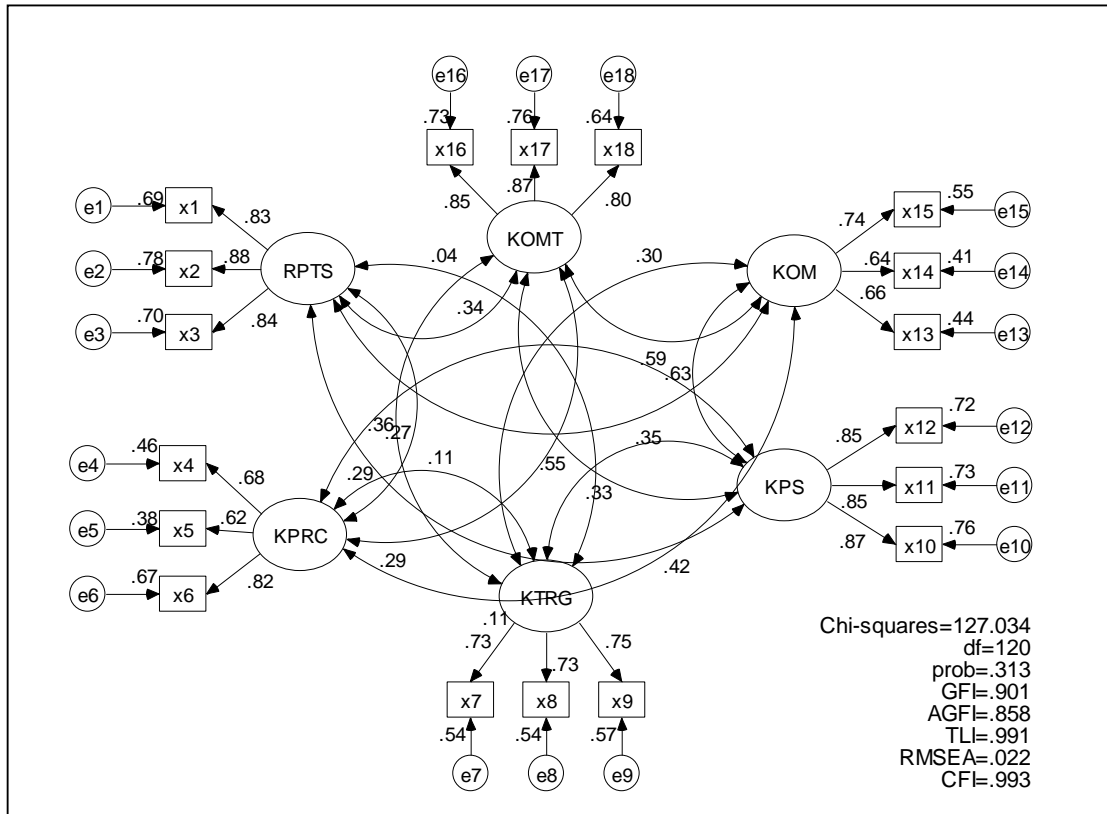 e16 e17 e18
.73 .76 .64
x16 x17 x18
.85 .87 .80
e1 .69 x1 .83
e2 .78 x2 .88
e3 .70 x3 .84
RPTS
KOMT
KOM
.74 x15 .55 e15
.64 x14 .41 e14
.66 x13 .44 e13
.04 .30
.34
.59
.63
.36
.27
.55
.35
.11
.29
.33
e4 .46 x4 .68
e5 .38 x5 .62
e6 .67 x6 .82
KPRC
KPS
.85 x12 .72 e12
.85 x11 .73 e11
.87 x10 .76 e10
.29
.42
KTRG
.11
.73 .73 .75
x7 x8 x9
.54 .54 .57
e7 e8 e9
Chi-squares=127.034
df=120
prob=.313
GFI=.901
AGFI=.858
TLI=.991
RMSEA=.022
CFI=.993